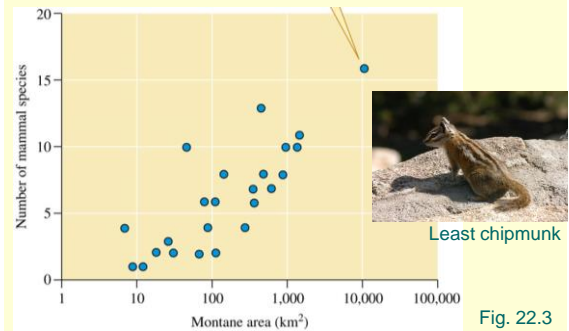 20
15
10
5
0
Number of mammal species
1 10 100 1,000 10,000 100,000
Montane area (km²)
Least chipmunk
Fig. 22.3